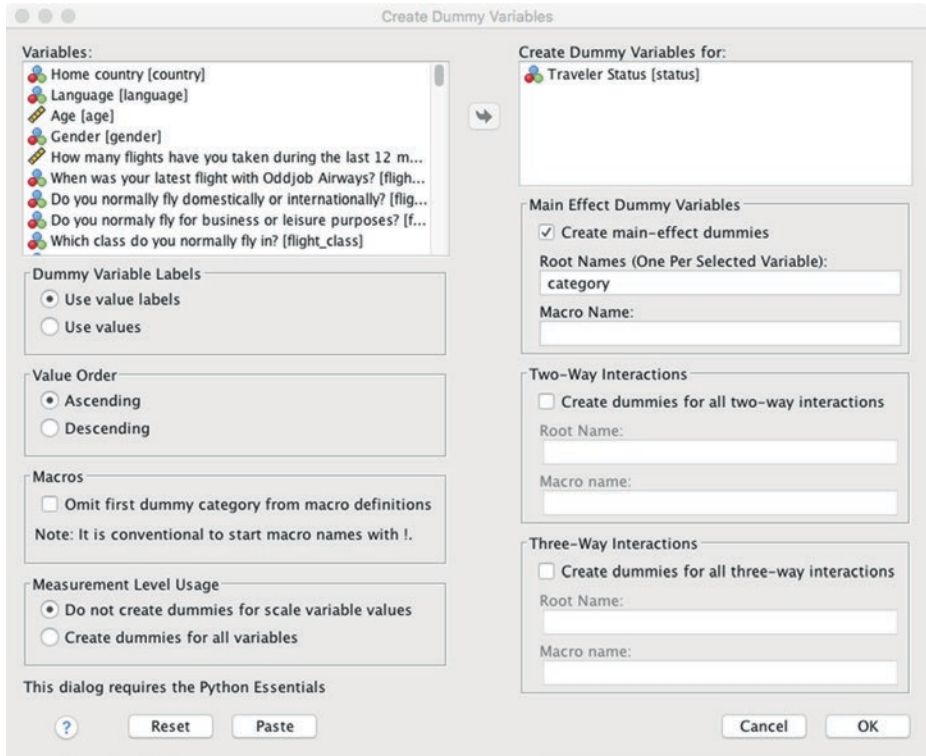 Create Dummy Variables
Variables:
Home country [country]
Language [language]
Age [age]
Gender [gender]
How many flights have you taken during the last 12 m...
When was your latest flight with Oddjob Airways? [fligh...
Do you normally fly domestically or internationally? [flig...
Do you normaly fly for business or leisure purposes? [f...
Which class do you normally fly in? [flight_class]
Dummy Variable Labels
Use value labels
Use values
Value Order
Ascending
Descending
Macros
Omit first dummy category from macro definitions
Note: It is conventional to start macro names with !.
Measurement Level Usage
Do not create dummies for scale variable values
Create dummies for all variables
This dialog requires the Python Essentials
Create Dummy Variables for:
Traveler Status [status]
Main Effect Dummy Variables
Create main-effect dummies
Root Names (One Per Selected Variable):
category
Macro Name:
Two-Way Interactions
Create dummies for all two-way interactions
Root Name:
Macro name:
Three-Way Interactions
Create dummies for all three-way interactions
Root Name:
Macro name:
? Reset Paste Cancel OK